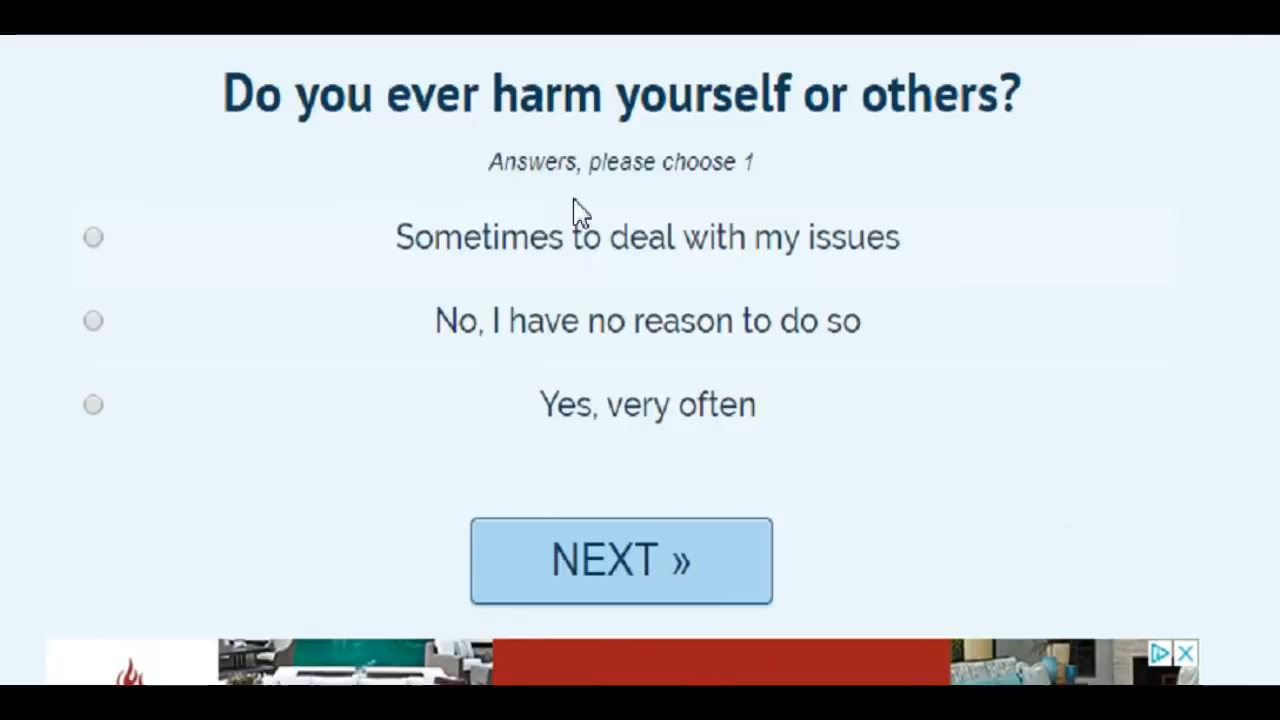 Do you ever harm yourself or others?
Answers, please choose 1
Sometimes to deal with my issues
No, I have no reason to do so
Yes, very often
NEXT »